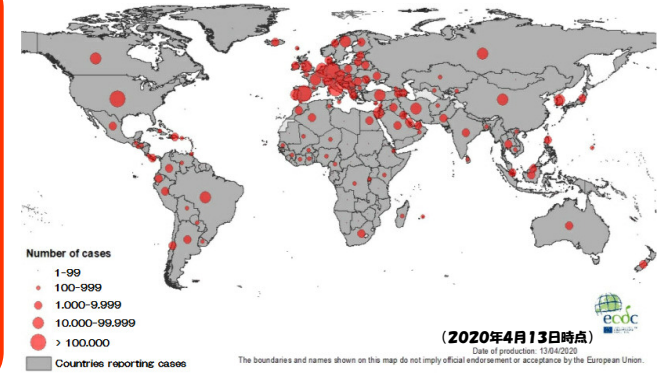 Number of cases
1-99
100-999
1.000-9.999
10.000-99.999
> 100.000
Countries reporting cases
ecdc
(2020年4月13日時点)
Date of production: 13/04/2020
The boundaries and names shown on this map do not imply official endorsement or acceptance by the European Union.